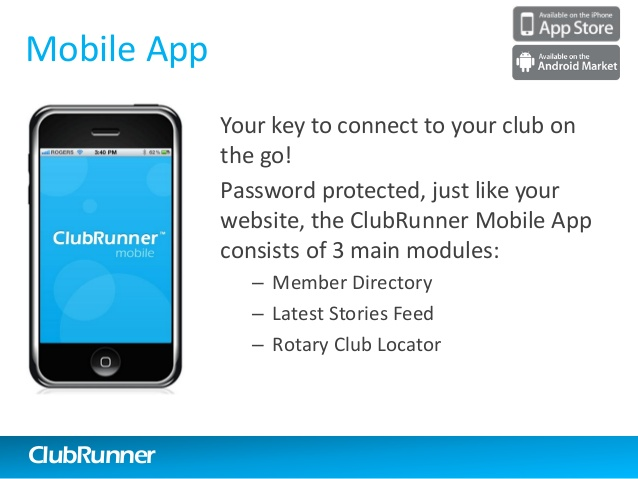 Mobile App
Available on the iPhone
App Store
Available on the
Android Market
ROGERS 3:40 PM 82%
ClubRunner™
mobile
Your key to connect to your club on
the go!
Password protected, just like your
website, the ClubRunner Mobile App
consists of 3 main modules:
– Member Directory
– Latest Stories Feed
– Rotary Club Locator
ClubRunner